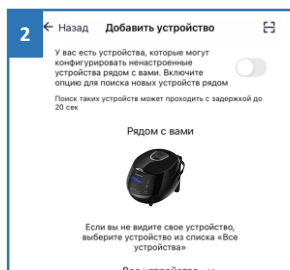 2
← Назад Добавить устройство
У вас есть устройства, которые могут
конфигурировать ненастроенные
устройства рядом с вами. Включите
опцию для поиска новых устройств рядом
Поиск таких устройств может проходить с задержкой до
20 сек
Рядом с вами
Если вы не видите свое устройство,
выберите устройство из списка «Все
устройства»